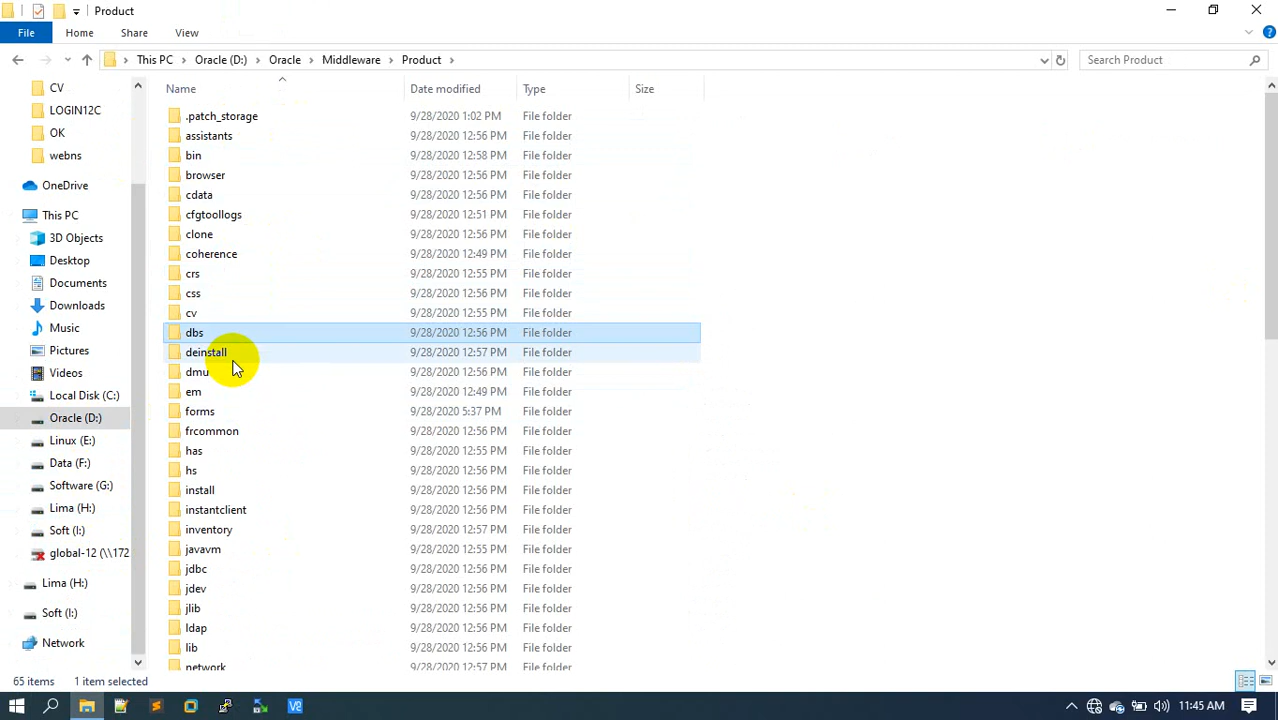 Product
File
Home
Share
View
This PC
Oracle (D:)
Oracle
Middleware
Product
Search Product
CV
LOGIN12C
OK
webns
OneDrive
This PC
3D Objects
Desktop
Documents
Downloads
Music
Pictures
Videos
Local Disk (C:)
Oracle (D:)
Linux (E:)
Data (F:)
Software (G:)
Lima (H:)
Soft (I:)
global-12 (\\172
Lima (H:)
Soft (I:)
Network
Name Date modified Type Size
.patch_storage 9/28/2020 1:02 PM File folder
assistants 9/28/2020 12:56 PM File folder
bin 9/28/2020 12:58 PM File folder
browser 9/28/2020 12:56 PM File folder
cdata 9/28/2020 12:56 PM File folder
cfgtoollogs 9/28/2020 12:51 PM File folder
clone 9/28/2020 12:56 PM File folder
coherence 9/28/2020 12:49 PM File folder
crs 9/28/2020 12:55 PM File folder
css 9/28/2020 12:56 PM File folder
cv 9/28/2020 12:55 PM File folder
dbs 9/28/2020 12:56 PM File folder
deinstall 9/28/2020 12:57 PM File folder
dmu 9/28/2020 12:56 PM File folder
em 9/28/2020 12:49 PM File folder
forms 9/28/2020 5:37 PM File folder
frcommon 9/28/2020 12:56 PM File folder
has 9/28/2020 12:55 PM File folder
hs 9/28/2020 12:56 PM File folder
install 9/28/2020 12:56 PM File folder
instantclient 9/28/2020 12:56 PM File folder
inventory 9/28/2020 12:57 PM File folder
javavm 9/28/2020 12:55 PM File folder
jdbc 9/28/2020 12:56 PM File folder
jdev 9/28/2020 12:56 PM File folder
jlib 9/28/2020 12:56 PM File folder
ldap 9/28/2020 12:56 PM File folder
lib 9/28/2020 12:56 PM File folder
network 9/28/2020 12:57 PM File folder
65 items 1 item selected
11:45 AM